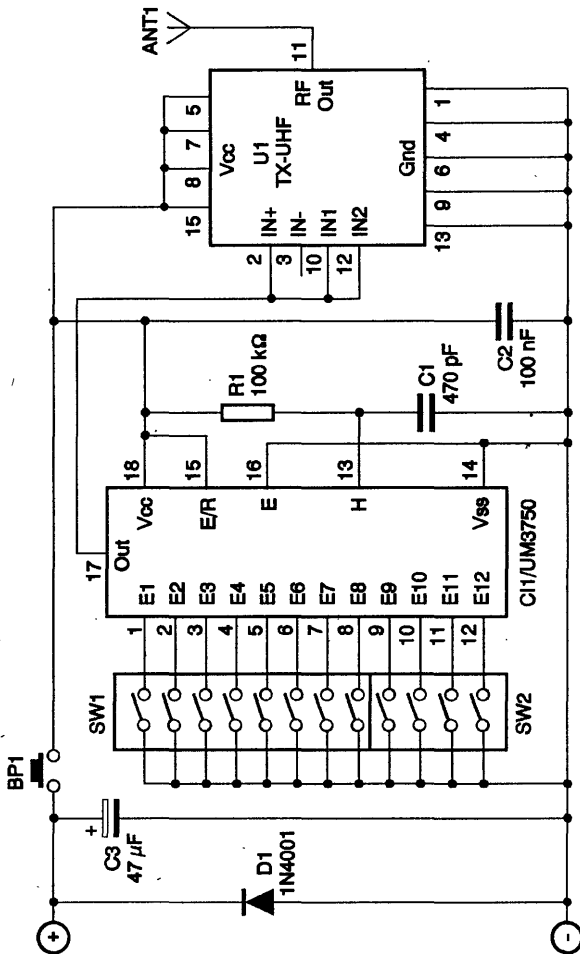 +
-
D1
1N4001
+
C3
47 µF
BP1
SW1
SW2
1
2
3
4
5
6
7
8
9
10
11
12
E1
E2
E3
E4
E5
E6
E7
E8
E9
E10
E11
E12
17
Out
Vcc
E/R
E
H
Vss
18
15
16
13
14
CI1/UM3750
R1
100 kΩ
C1
470 pF
C2
100 nF
2
3
10
12
IN+
IN-
IN1
IN2
15
8
7
5
Vcc
U1
TX-UHF
RF
Out
11
ANT1
Gnd
13
9
6
4
1